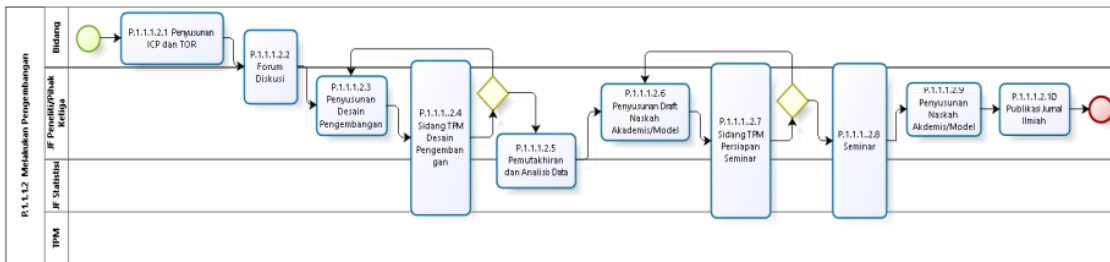 P.1.1.1.2 Melakukan Pengembangan
Bidang
JF Peneliti/Pihak
Ketiga
JF Statistisi
TPM
P.1.1.1.2.1 Penyusunan
ICP dan TOR
P.1.1.1.2.2
Forum
Diskusi
P.1.1.1.2.3
Penyusunan
Desain
Pengembangan
P.1.1.1..2.4
Sidang TPM
Desain
Pengemban
gan
P.1.1.1.2.5
Pemutakhiran
dan Analisis Data
P.1.1.1.2.6
Penyusunan Draft
Naskah
Akademis/Model
P.1.1.1..2.7
Sidang TPM
Persiapan
Seminar
P.1.1.1..2.8
Seminar
P.1.1.1.2.9
Penyusunan
Naskah
Akdemis/Model
P.1.1.1.2.10
Publikasi Jurnal
Ilmiah